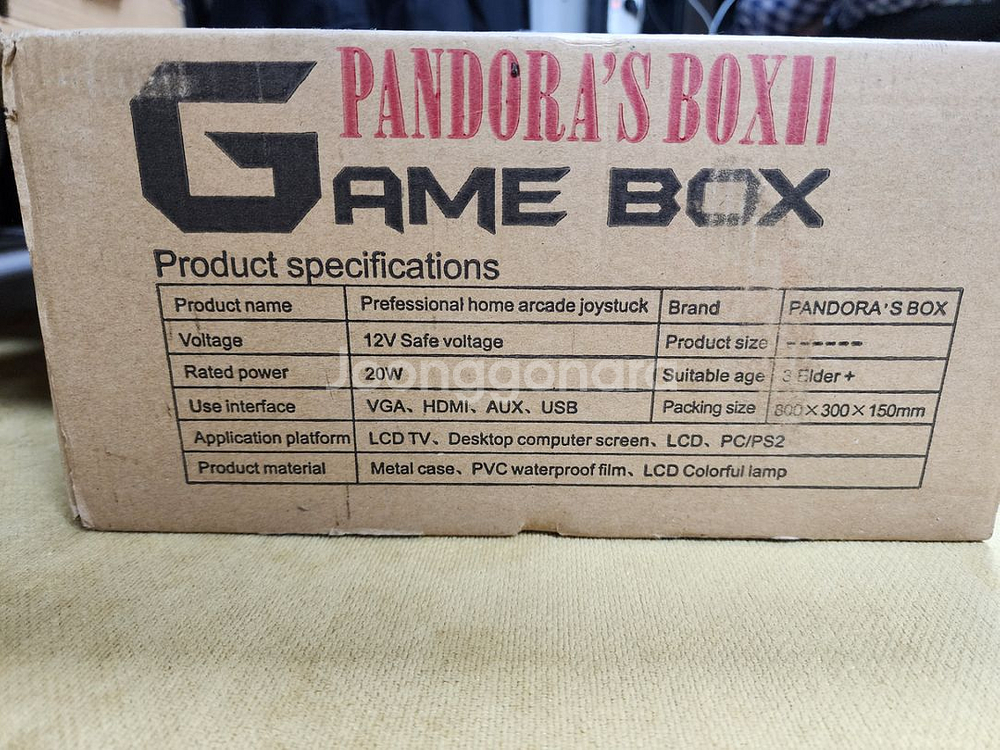 PANDORA'S BOX II
GAME BOX
Product specifications
Product name Prefessional home arcade joystuck Brand PANDORA'S BOX
Voltage 12V Safe voltage Product size ------
Rated power 20W Suitable age 3 Elder +
Use interface VGA、HDMI、AUX、USB Packing size 800×300×150mm
Application platform LCD TV、Desktop computer screen、LCD、PC/PS2
Product material Metal case、PVC waterproof film、LCD Colorful lamp
Joonggonara